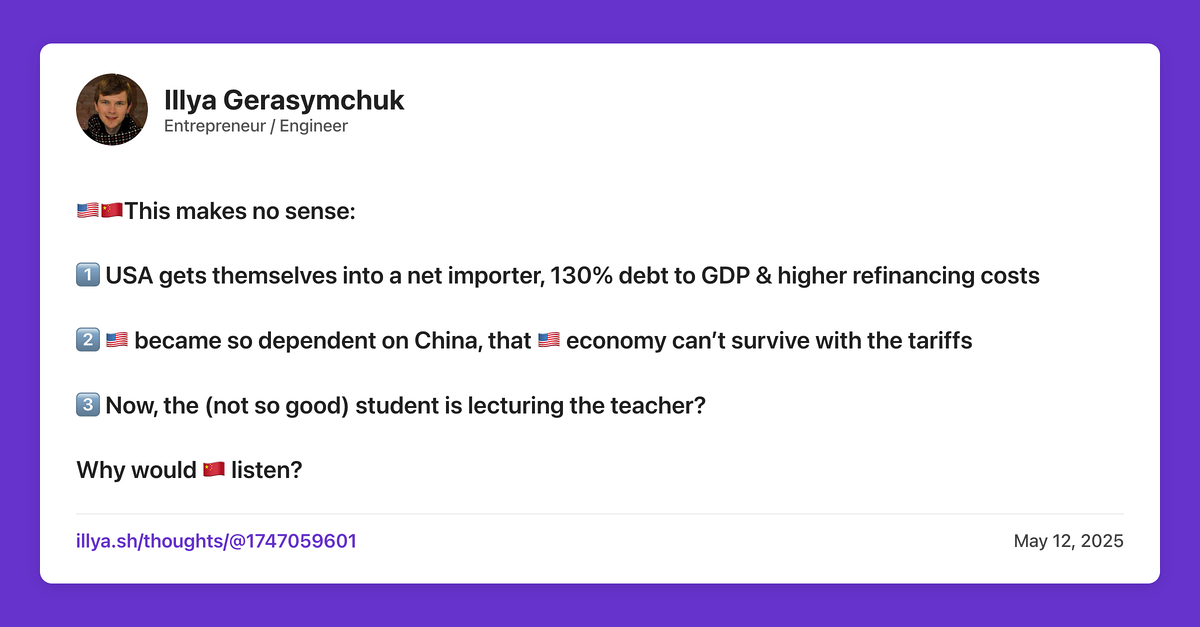 Illya Gerasymchuk
Entrepreneur / Engineer
🇺🇸🇨🇳This makes no sense:
1️⃣ USA gets themselves into a net importer, 130% debt to GDP & higher refinancing costs
2️⃣ 🇺🇸 became so dependent on China, that 🇺🇸 economy can’t survive with the tariffs
3️⃣ Now, the (not so good) student is lecturing the teacher?
Why would 🇨🇳 listen?
illya.sh/thoughts/@1747059601
May 12, 2025